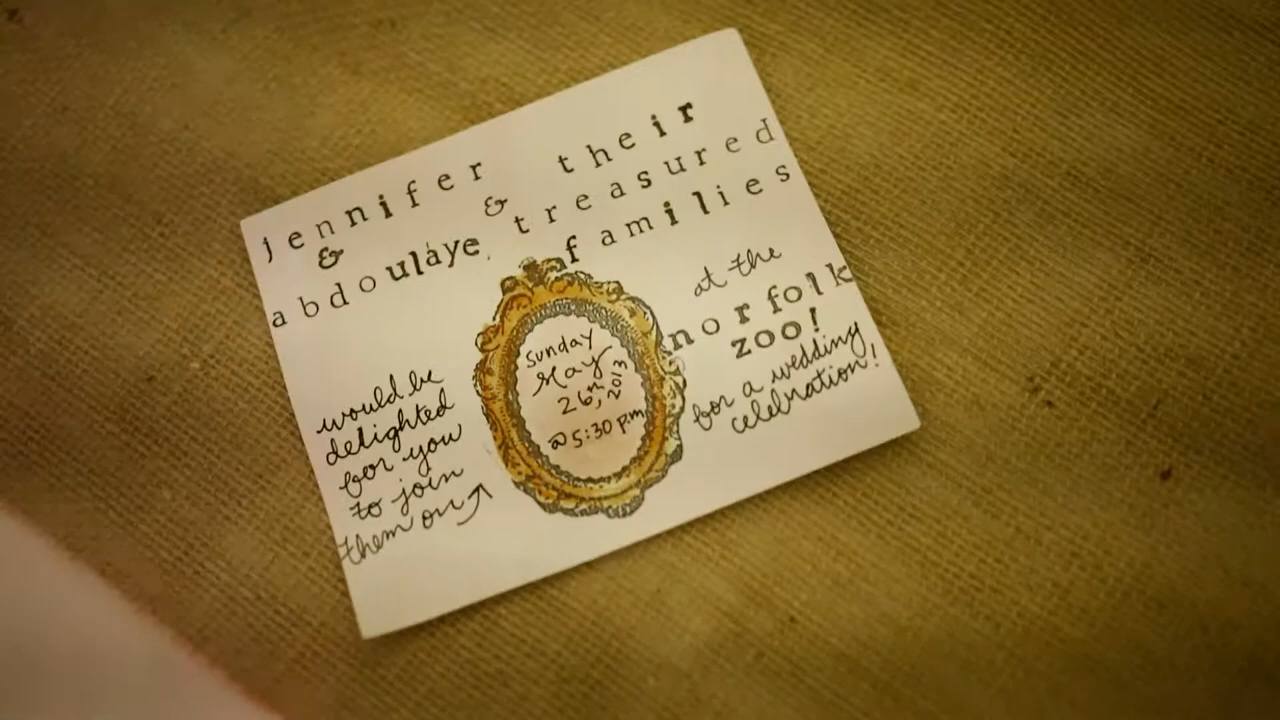 jennifer
&
abdoulaye
&
their
treasured
families
would be
delighted
for you
to join
them on
Sunday
May
26th, 2013
@ 5:30 p.m
at the
norfolk
zoo!
for a wedding
celebration!